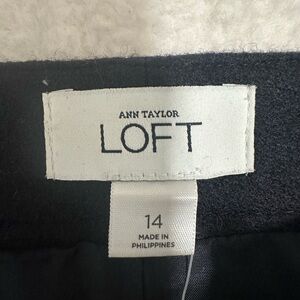 ANN TAYLOR
LOFT
14
MADE IN
PHILIPPINES